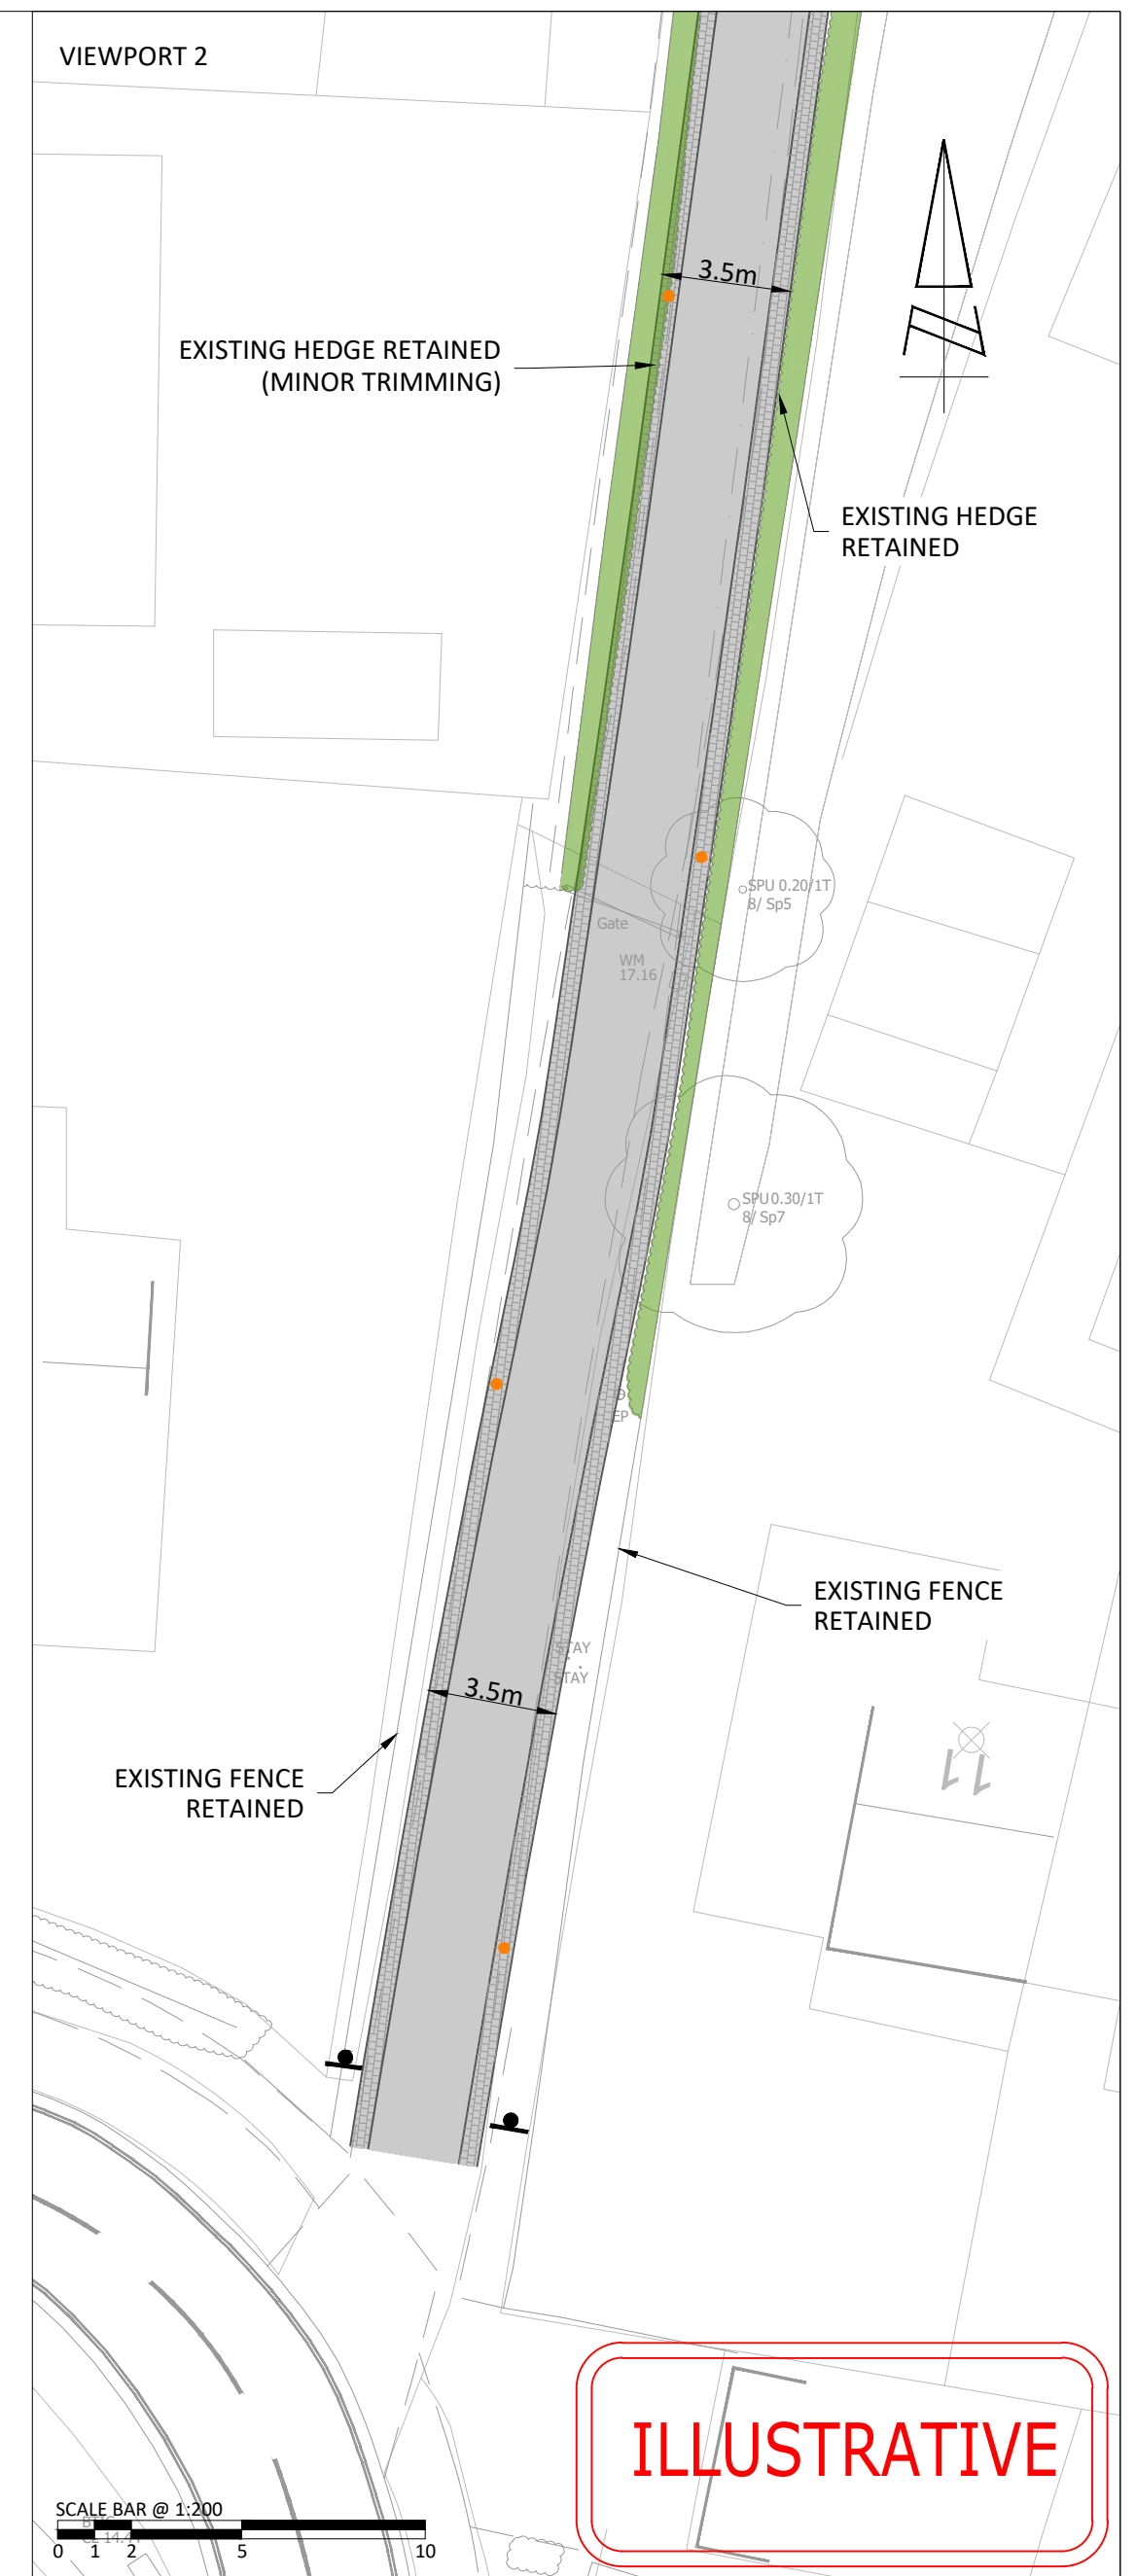 VIEWPORT 2
3.5m
EXISTING HEDGE RETAINED
(MINOR TRIMMING)
EXISTING HEDGE
RETAINED
SPU 0.20/1T
8/ Sp5
Gate
WM
17.16
SPU0.30/1T
8/ Sp7
EP
EXISTING FENCE
RETAINED
STAY
STAY
3.5m
EXISTING FENCE
RETAINED
11
ILLUSTRATIVE
SCALE BAR @ 1:200
0 1 2 5 10